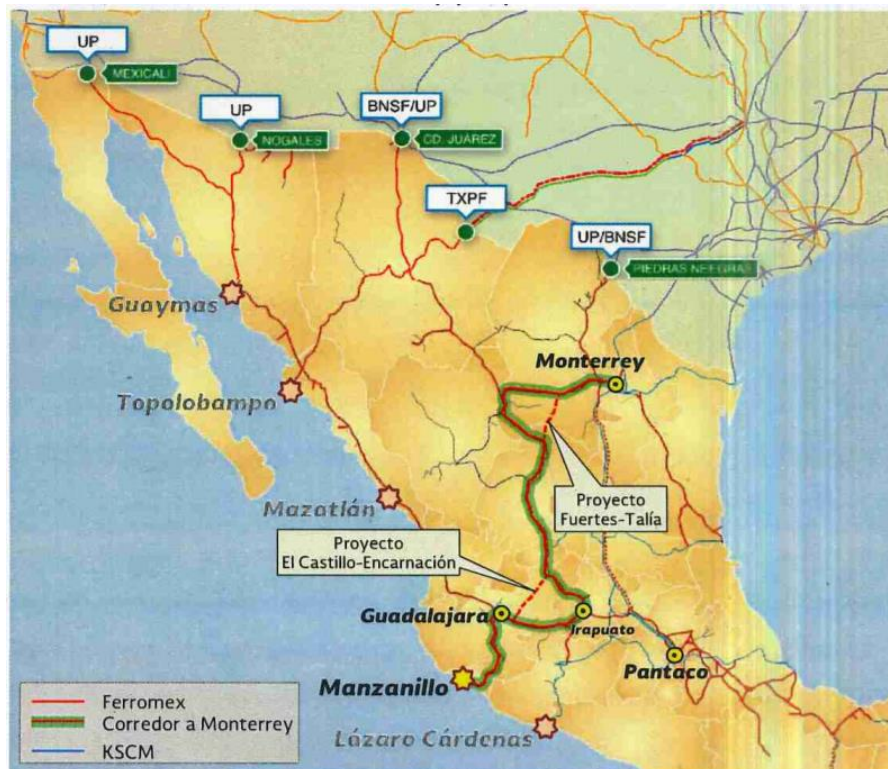 UP
MEXICALI
UP
NOGALES
BNSF/UP
CD. JUÁREZ
TXPF
UP/BNSF
PIEDRAS NEGRAS
Guaymas
Topolobampo
Monterrey
Mazatlán
Proyecto
Fuertes-Talía
Proyecto
El Castillo-Encarnación
Guadalajara
Irapuato
Pantaco
Manzanillo
Lázaro Cárdenas
Ferromex
Corredor a Monterrey
KSCM